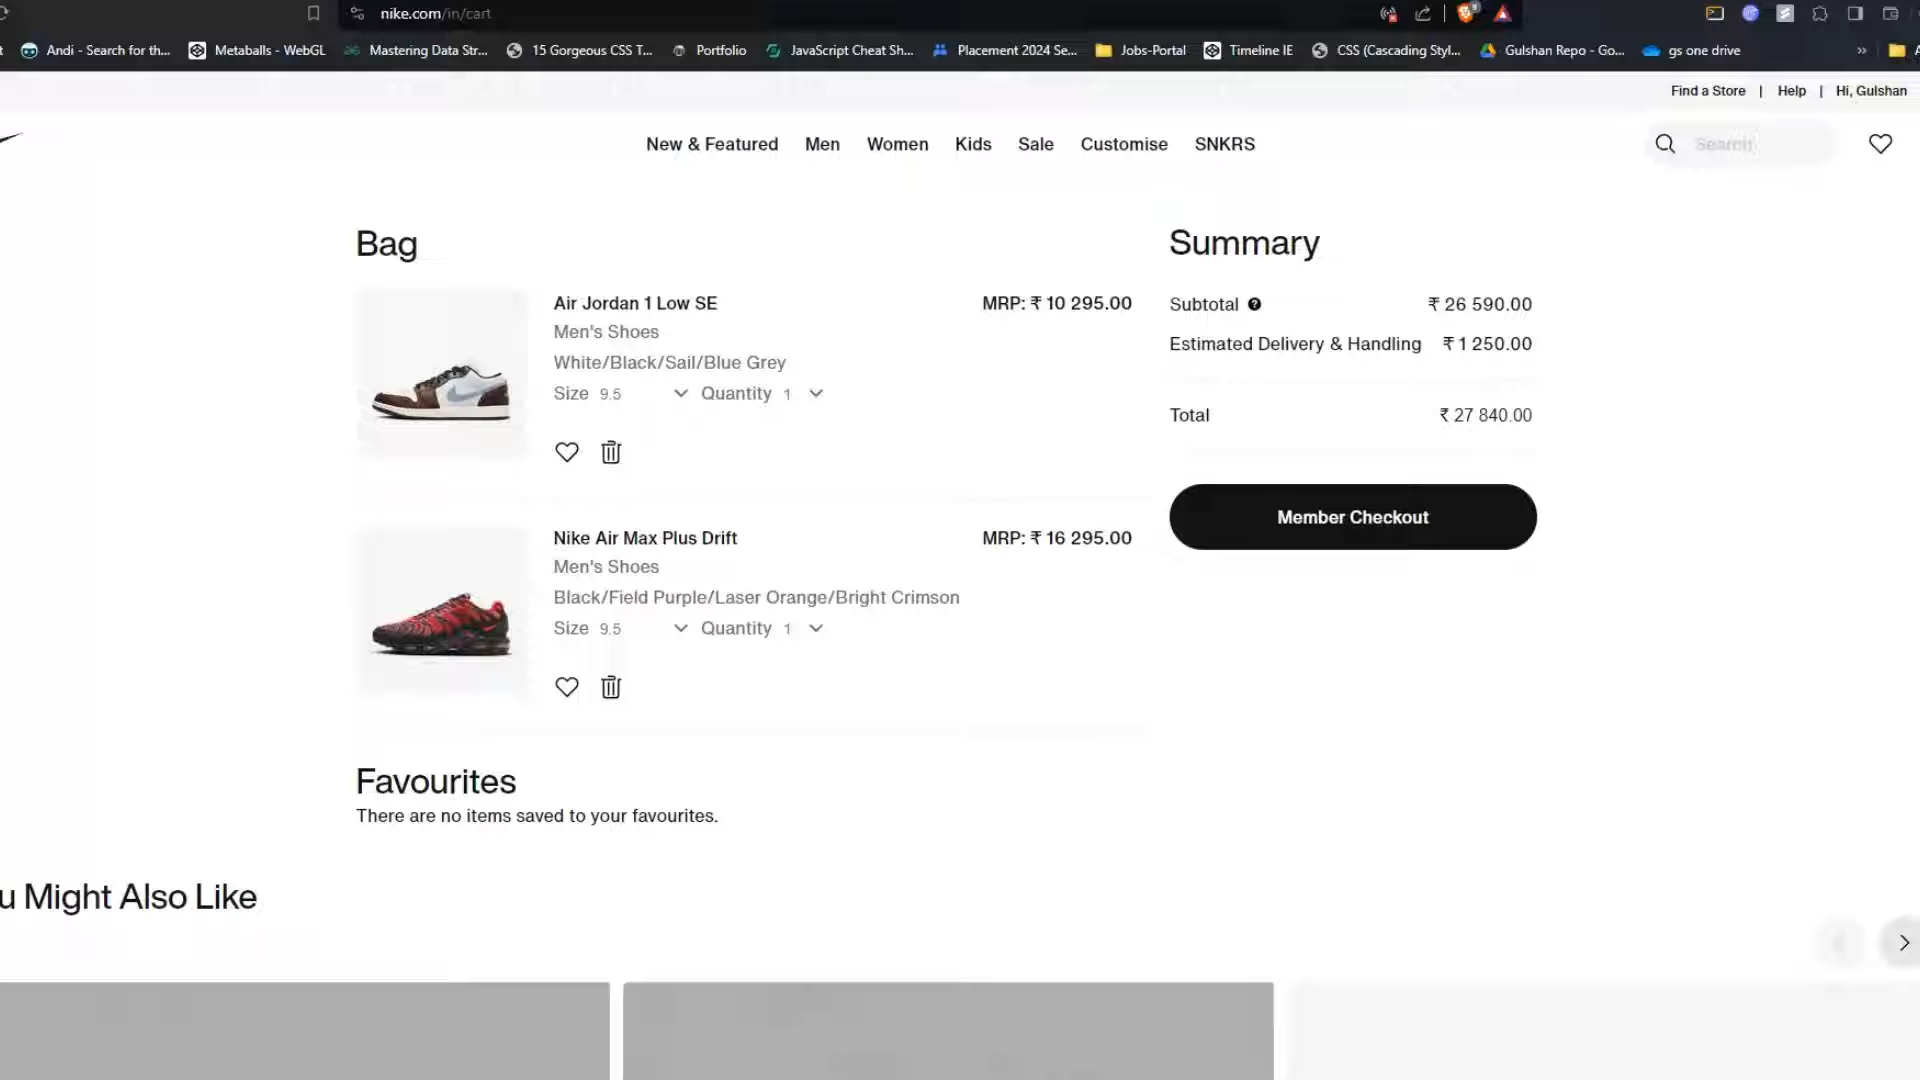 nike.com/in/cart
Andi - Search for th... Metaballs - WebGL Mastering Data Str... 15 Gorgeous CSS T... Portfolio JavaScript Cheat Sh... Placement 2024 Se... Jobs-Portal Timeline IE CSS (Cascading Styl... Gulshan Repo - Go... gs one drive »
Find a Store | Help | Hi, Gulshan
New & Featured Men Women Kids Sale Customise SNKRS Search
Bag
Air Jordan 1 Low SE MRP: ₹ 10 295.00
Men's Shoes
White/Black/Sail/Blue Grey
Size 9.5 Quantity 1
Nike Air Max Plus Drift MRP: ₹ 16 295.00
Men's Shoes
Black/Field Purple/Laser Orange/Bright Crimson
Size 9.5 Quantity 1
Summary
Subtotal ₹ 26 590.00
Estimated Delivery & Handling ₹ 1 250.00
Total ₹ 27 840.00
Member Checkout
Favourites
There are no items saved to your favourites.
u Might Also Like